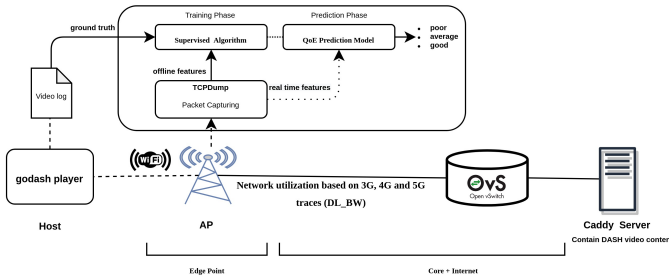 Training Phase
Prediction Phase
ground truth
Supervised Algorithm
QoE Prediction Model
poor
average
good
offline features
TCPDump
real time features
Packet Capturing
Video log
WiFi
godash player
Network utilization based on 3G, 4G and 5G
traces (DL_BW)
OvS
Open vSwitch
Host
AP
Caddy Server
Contain DASH video conter
Edge Point
Core + Internet